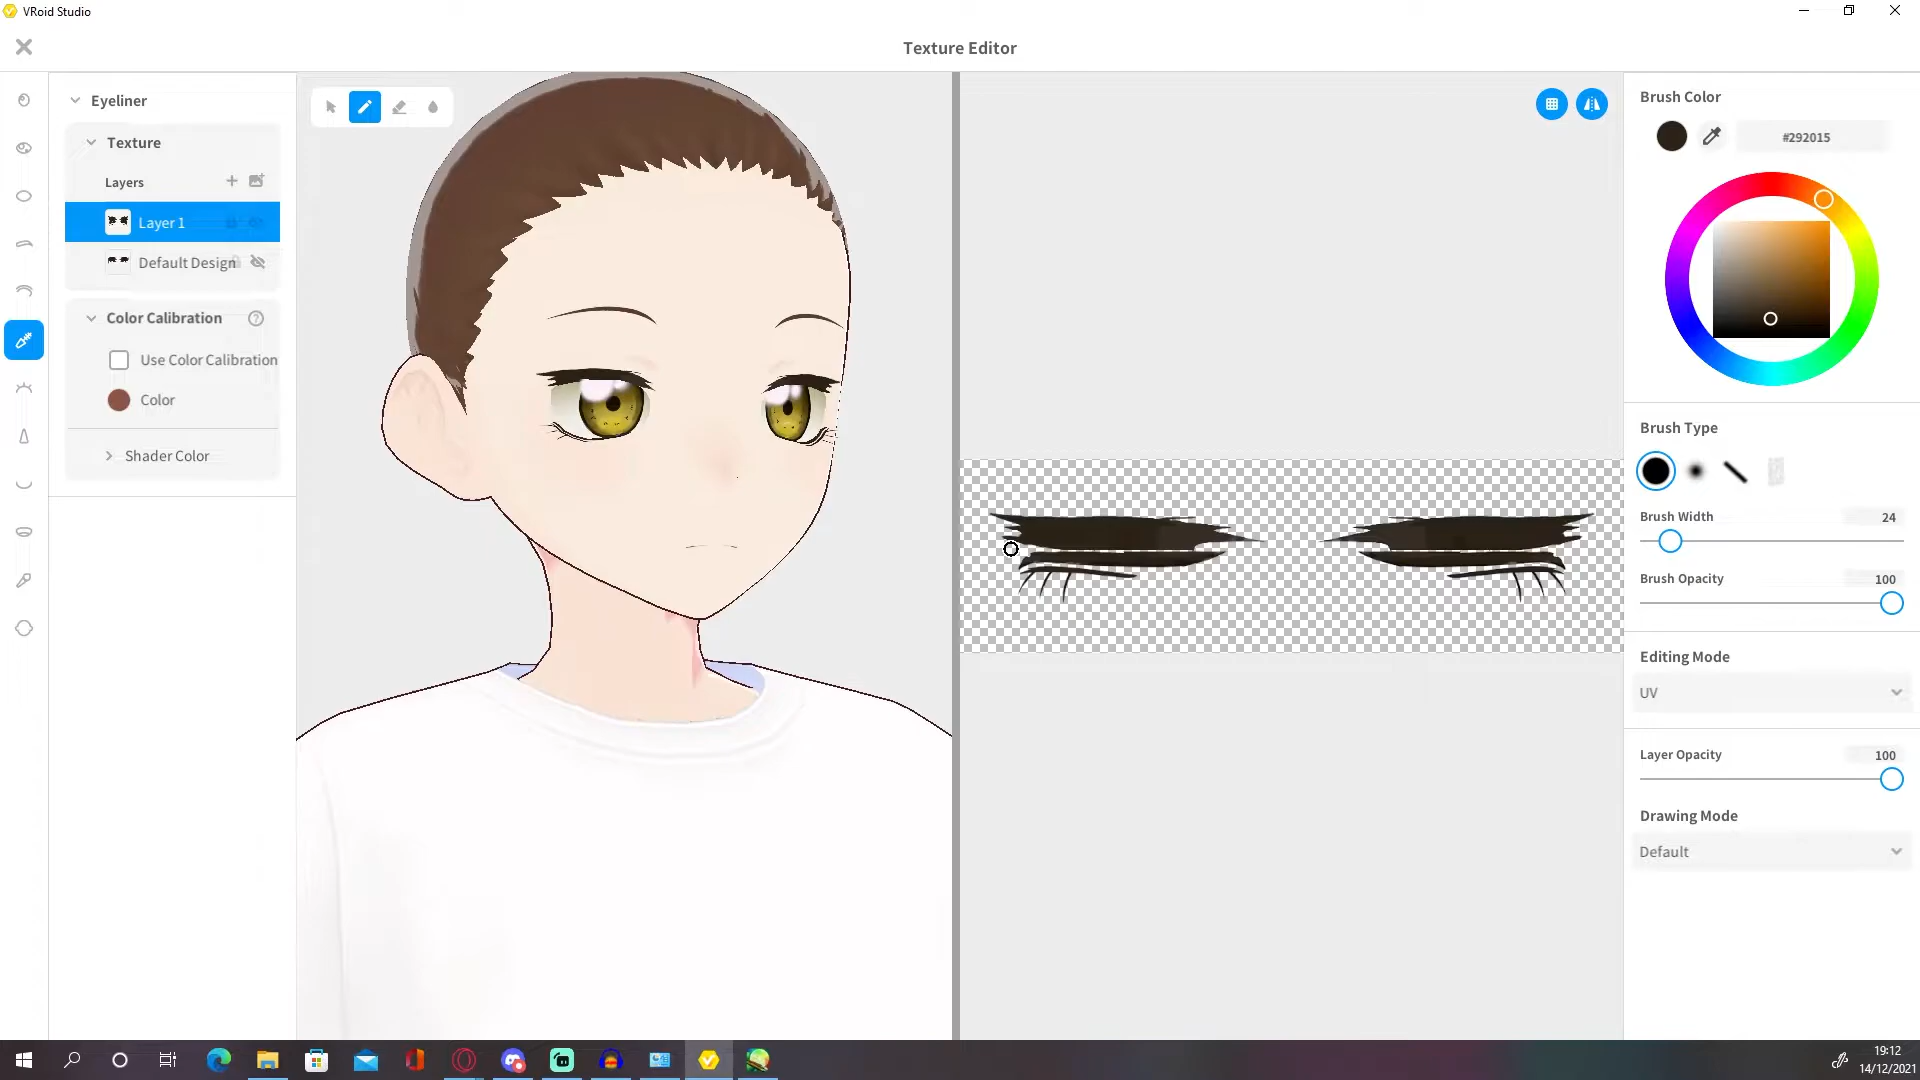 VRoid Studio
Texture Editor
Eyeliner
Texture
Layers
Layer 1
Default Design
Color Calibration
?
Use Color Calibration
Color
Shader Color
Brush Color
#292015
Brush Type
Brush Width
24
Brush Opacity
100
Editing Mode
UV
Layer Opacity
100
Drawing Mode
Default
19:12
14/12/2021